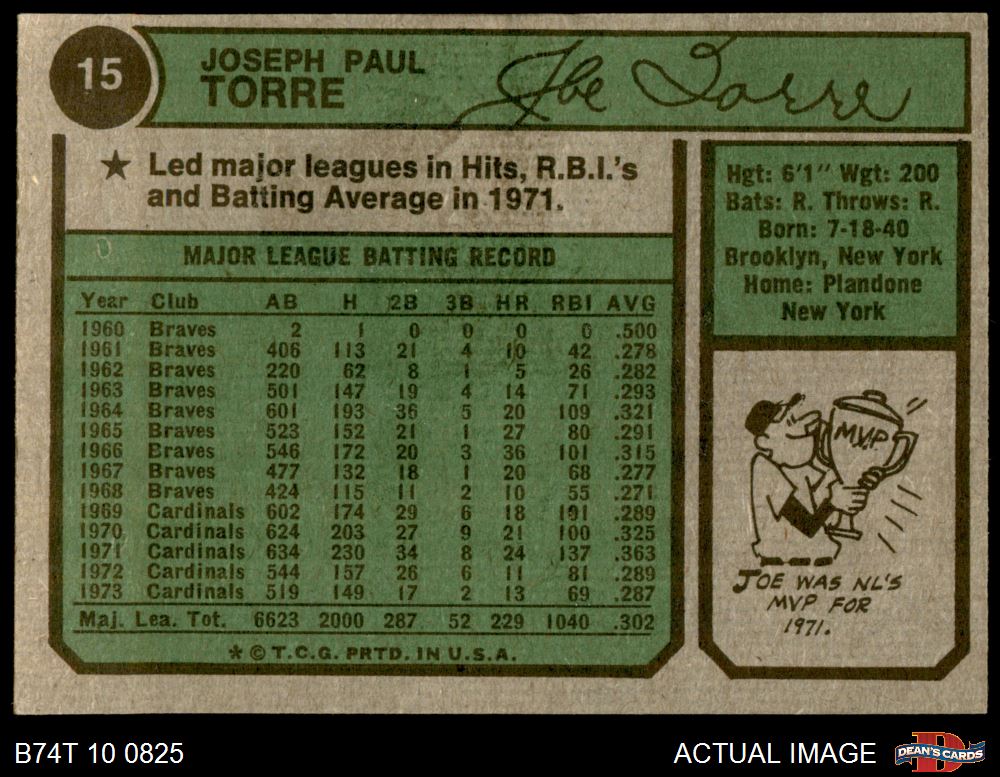 15
JOSEPH PAUL
TORRE
Joe Torre
★ Led major leagues in Hits, R.B.I.'s
and Batting Average in 1971.
MAJOR LEAGUE BATTING RECORD
Year Club AB H 2B 3B HR RBI AVG
1960 Braves 2 1 0 0 0 0 .500
1961 Braves 406 113 21 4 10 42 .278
1962 Braves 220 62 8 1 5 26 .282
1963 Braves 501 147 19 4 14 71 .293
1964 Braves 601 193 36 5 20 109 .321
1965 Braves 523 152 21 1 27 80 .291
1966 Braves 546 172 20 3 36 101 .315
1967 Braves 477 132 18 1 20 68 .277
1968 Braves 424 115 11 2 10 55 .271
1969 Cardinals 602 174 29 6 18 101 .289
1970 Cardinals 624 203 27 9 21 100 .325
1971 Cardinals 634 230 34 8 24 137 .363
1972 Cardinals 544 157 26 6 11 81 .289
1973 Cardinals 519 149 17 2 13 69 .287
Maj. Lea. Tot. 6623 2000 287 52 229 1040 .302
* © T.C.G. PRTD. IN U.S.A.
Hgt: 6'1" Wgt: 200
Bats: R. Throws: R.
Born: 7-18-40
Brooklyn, New York
Home: Plandone
New York
MVP
JOE WAS NL'S
MVP FOR
1971.
B74T 10 0825
ACTUAL IMAGE
D
DEAN'S CARDS